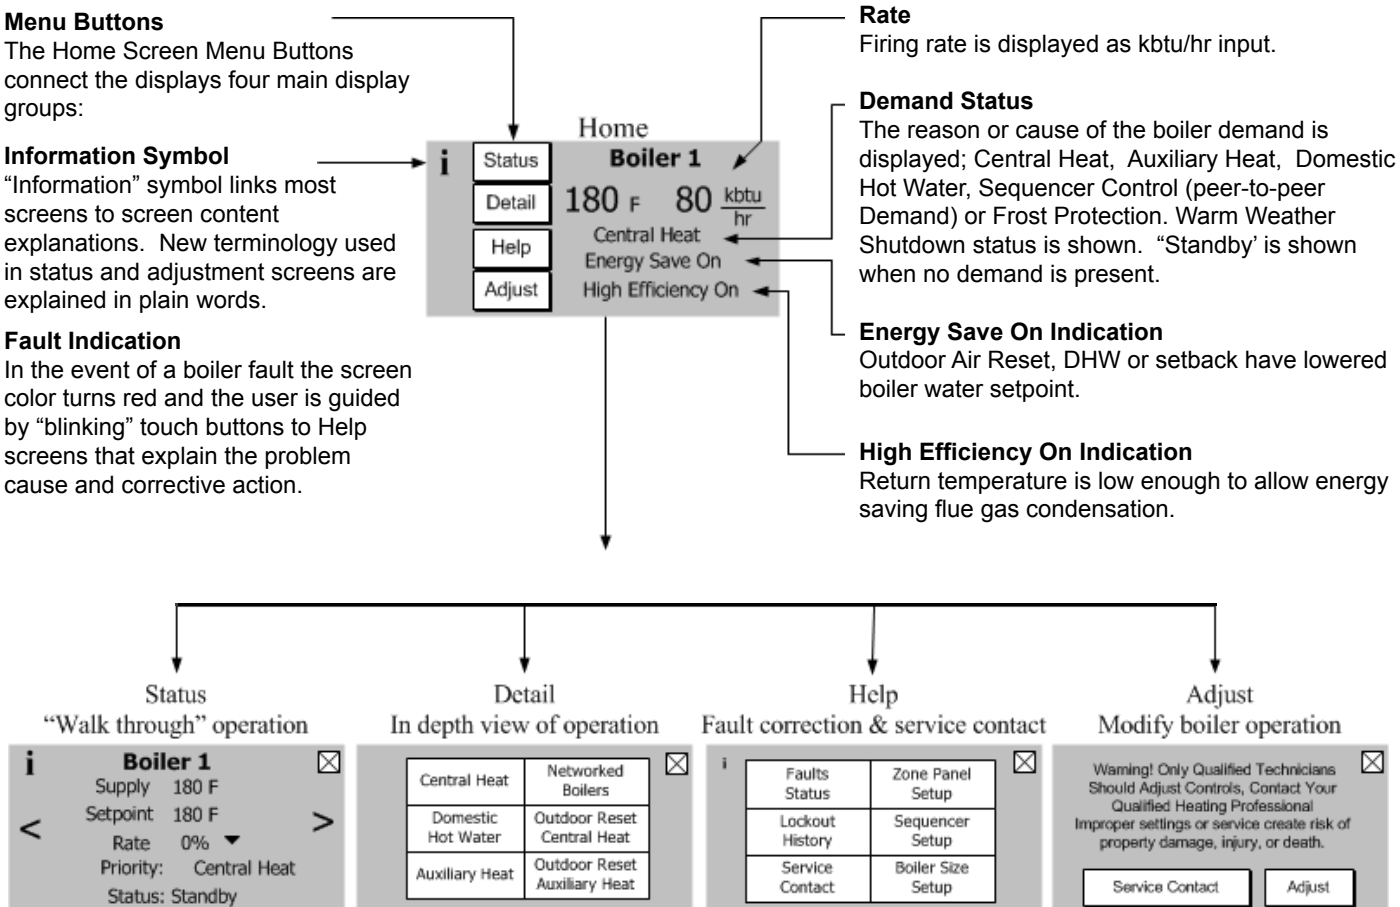 Menu Buttons
The Home Screen Menu Buttons
connect the displays four main display
groups:
Information Symbol
“Information” symbol links most
screens to screen content
explanations.  New terminology used
in status and adjustment screens are
explained in plain words.
Fault Indication
In the event of a boiler fault the screen
color turns red and the user is guided
by “blinking” touch buttons to Help
screens that explain the problem
cause and corrective action.
Home
i
Status
Detail
Help
Adjust
Boiler 1
180 F 80 kbtu
hr
Central Heat
Energy Save On
High Efficiency On
Rate
Firing rate is displayed as kbtu/hr input.
Demand Status
The reason or cause of the boiler demand is
displayed; Central Heat,  Auxiliary Heat,  Domestic
Hot Water, Sequencer Control (peer-to-peer
Demand) or Frost Protection. Warm Weather
Shutdown status is shown.  “Standby’ is shown
when no demand is present.
Energy Save On Indication
Outdoor Air Reset, DHW or setback have lowered
boiler water setpoint.
High Efficiency On Indication
Return temperature is low enough to allow energy
saving flue gas condensation.
Status
“Walk through” operation
i
Boiler 1
Supply 180 F
Setpoint 180 F
< >
Rate 0% ▼
Priority: Central Heat
Status: Standby
Detail
In depth view of operation
Central Heat
Networked
Boilers
Domestic
Hot Water
Outdoor Reset
Central Heat
Auxiliary Heat
Outdoor Reset
Auxiliary Heat
Help
Fault correction & service contact
i
Faults
Status
Zone Panel
Setup
Lockout
History
Sequencer
Setup
Service
Contact
Boiler Size
Setup
Adjust
Modify boiler operation
Warning! Only Qualified Technicians
Should Adjust Controls, Contact Your
Qualified Heating Professional
Improper settings or service create risk of
property damage, injury, or death.
Service Contact
Adjust